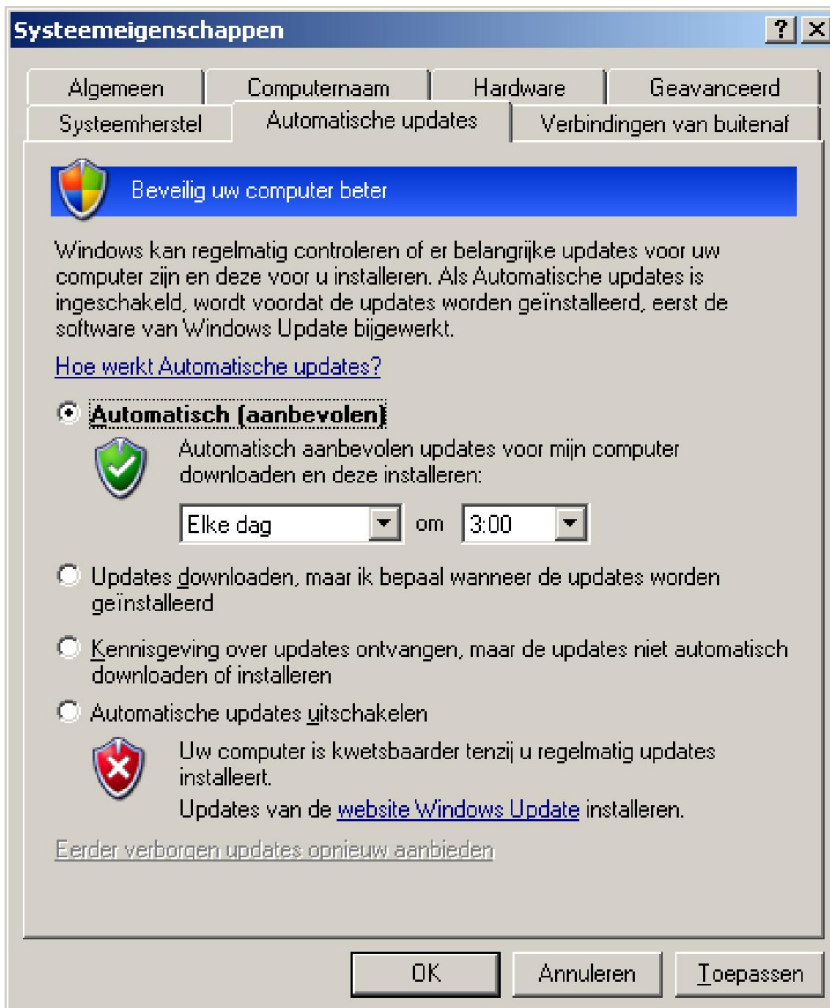 Systeemeigenschappen
Algemeen Computernaam Hardware Geavanceerd
Systeemherstel Automatische updates Verbindingen van buitenaf
Beveilig uw computer beter
Windows kan regelmatig controleren of er belangrijke updates voor uw
computer zijn en deze voor u installeren. Als Automatische updates is
ingeschakeld, wordt voordat de updates worden geïnstalleerd, eerst de
software van Windows Update bijgewerkt.
Hoe werkt Automatische updates?
Automatisch (aanbevolen)
Automatisch aanbevolen updates voor mijn computer
downloaden en deze installeren:
Elke dag om 3:00
Updates downloaden, maar ik bepaal wanneer de updates worden
geïnstalleerd
Kennisgeving over updates ontvangen, maar de updates niet automatisch
downloaden of installeren
Automatische updates uitschakelen
Uw computer is kwetsbaarder tenzij u regelmatig updates
installeert.
Updates van de website Windows Update installeren.
Eerder verborgen updates opnieuw aanbieden
OK Annuleren Toepassen